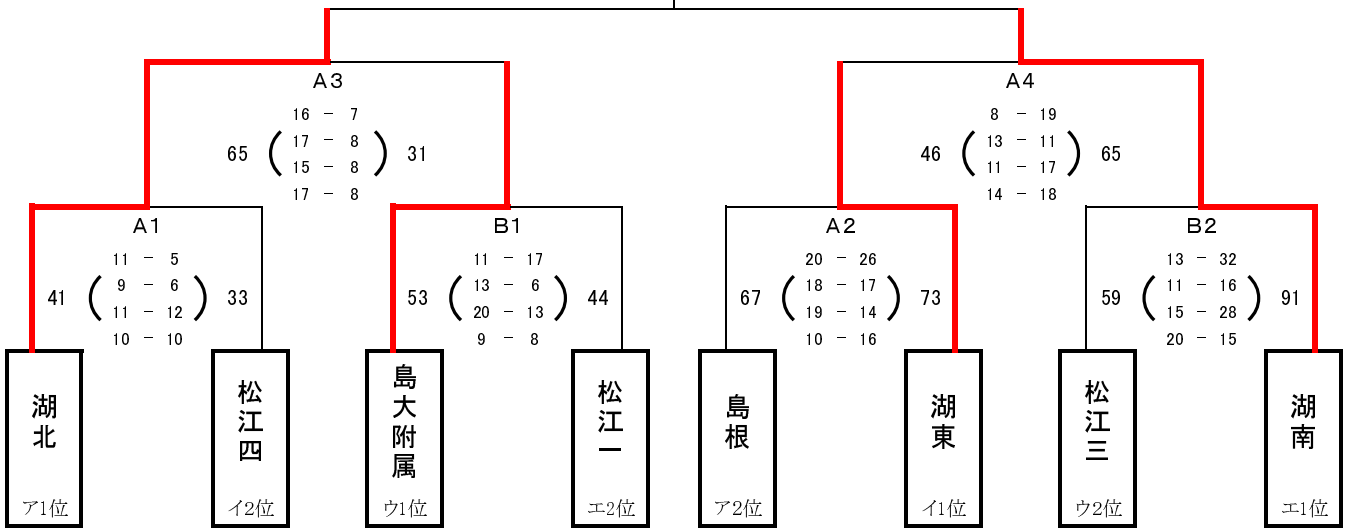 A3
A4
16 - 7
17 - 8
15 - 8
17 - 8
65 ( ) 31
8 - 19
13 - 11
11 - 17
14 - 18
46 ( ) 65
A1
B1
A2
B2
11 - 5
9 - 6
11 - 12
10 - 10
41 ( ) 33
11 - 17
13 - 6
20 - 13
9 - 8
53 ( ) 44
20 - 26
18 - 17
19 - 14
10 - 16
67 ( ) 73
13 - 32
11 - 16
15 - 28
20 - 15
59 ( ) 91
湖北
ア1位
松江四
イ2位
島大附属
ウ1位
松江一
エ2位
島根
ア2位
湖東
イ1位
松江三
ウ2位
湖南
エ1位